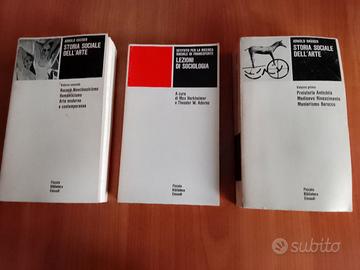 ARNOLD HAUSER
STORIA SOCIALE
DELL'ARTE
Volume secondo
Rococò Neoclassicismo
Romanticismo
Arte moderna
e contemporanea
Piccola
Biblioteca
Einaudi
ISTITUTO PER LA RICERCA
SOCIALE DI FRANCOFORTE
LEZIONI
DI SOCIOLOGIA
A cura
di Max Horkheimer
e Theodor W. Adorno
Piccola
Biblioteca
Einaudi
ARNOLD HAUSER
STORIA SOCIALE
DELL'ARTE
Volume primo
Preistoria Antichità
Medioevo Rinascimento
Manierismo Barocco
Piccola
Biblioteca
Einaudi
subito